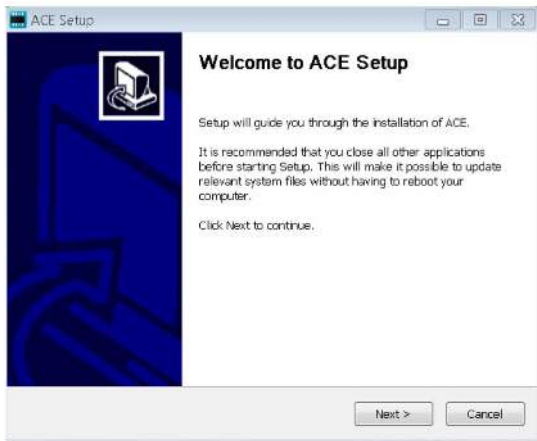 ACE Setup
Welcome to ACE Setup
Setup will guide you through the installation of ACE.
It is recommended that you close all other applications
before starting Setup. This will make it possible to update
relevant system files without having to reboot your
computer.
Click Next to continue.
Next > Cancel